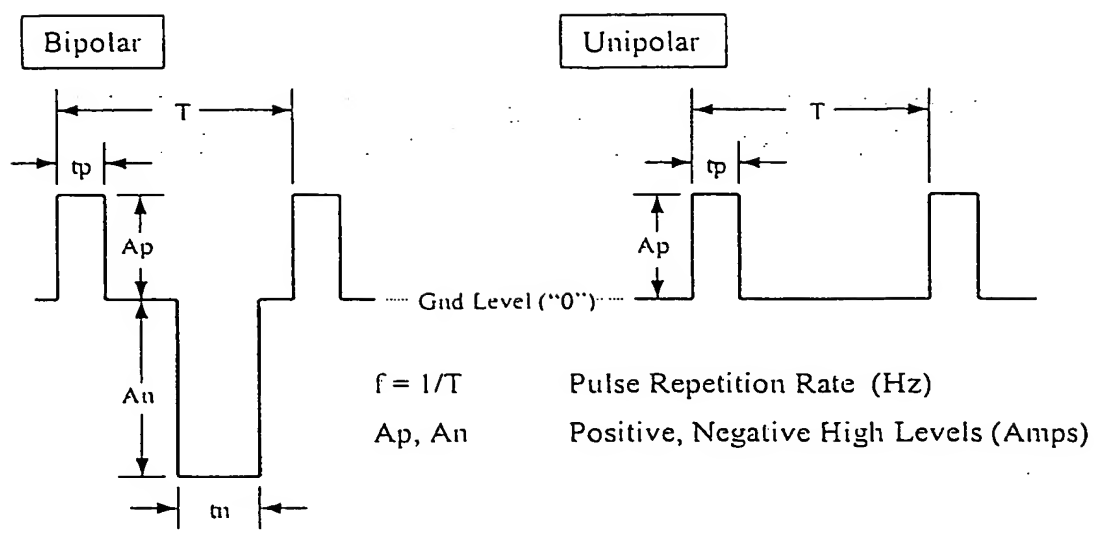 Bipolar
Unipolar
T
T
tp
tp
Ap
Ap
Gnd Level ("0")
An
f = 1/T Pulse Repetition Rate (Hz)
Ap, An Positive, Negative High Levels (Amps)
tn